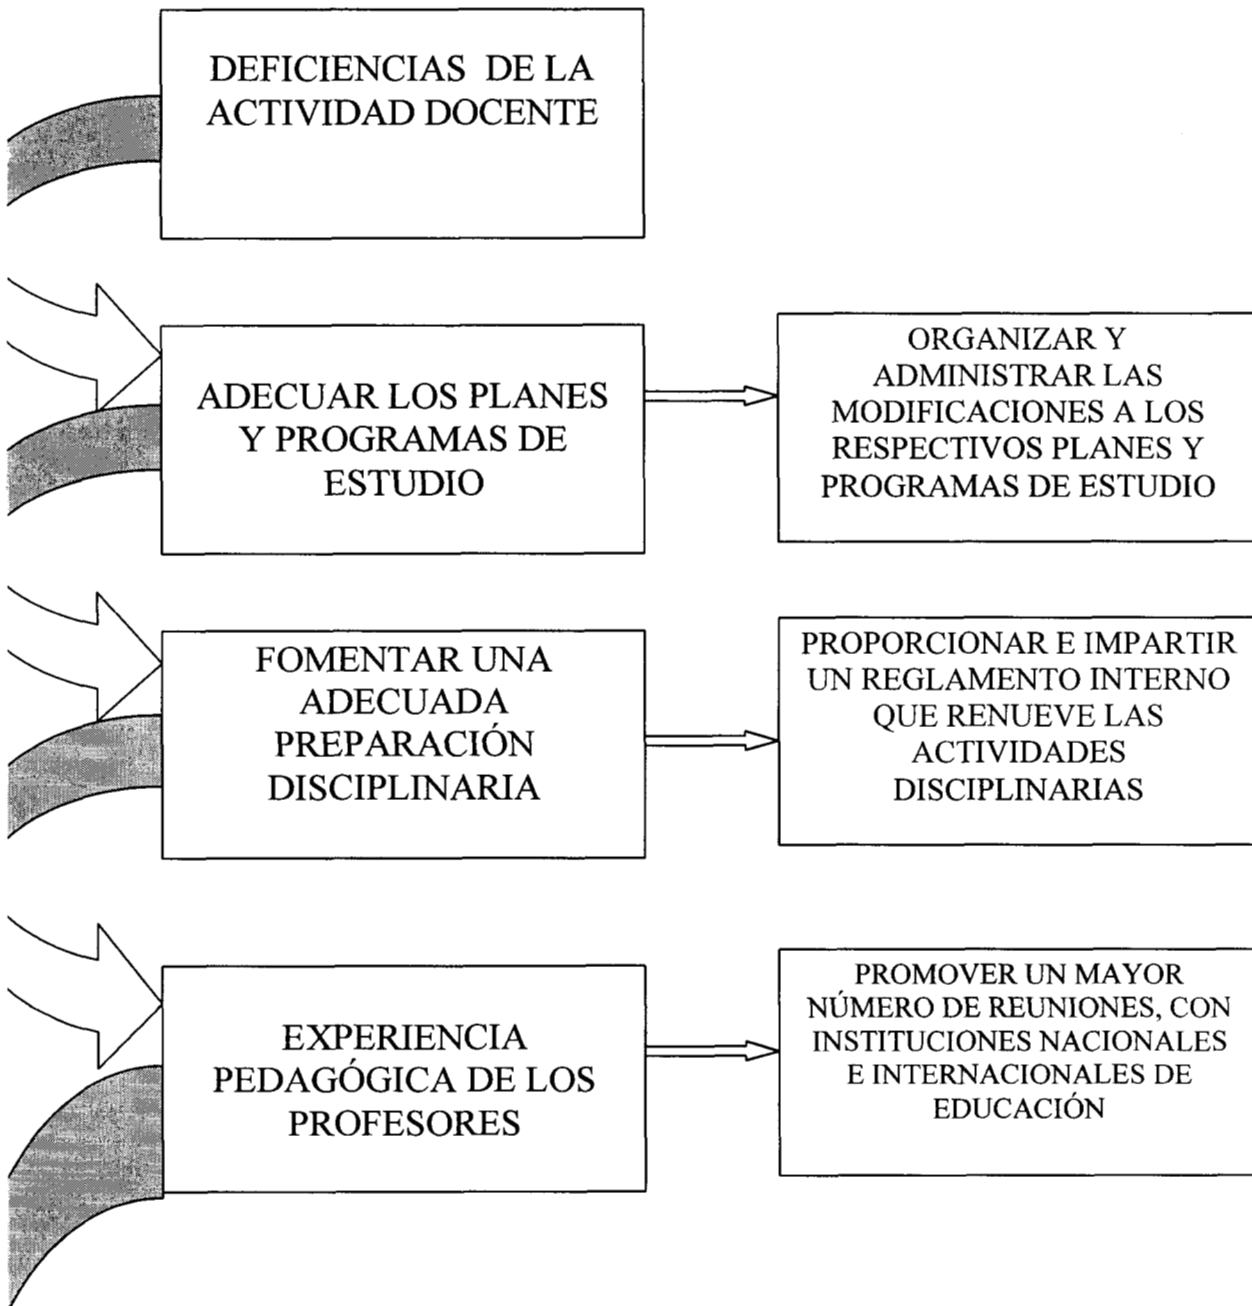 DEFICIENCIAS DE LA
ACTIVIDAD DOCENTE
ADECUAR LOS PLANES
Y PROGRAMAS DE
ESTUDIO
ORGANIZAR Y
ADMINISTRAR LAS
MODIFICACIONES A LOS
RESPECTIVOS PLANES Y
PROGRAMAS DE ESTUDIO
FOMENTAR UNA
ADECUADA
PREPARACIÓN
DISCIPLINARIA
PROPORCIONAR E IMPARTIR
UN REGLAMENTO INTERNO
QUE RENUEVE LAS
ACTIVIDADES
DISCIPLINARIAS
EXPERIENCIA
PEDAGÓGICA DE LOS
PROFESORES
PROMOVER UN MAYOR
NÚMERO DE REUNIONES, CON
INSTITUCIONES NACIONALES
E INTERNACIONALES DE
EDUCACIÓN